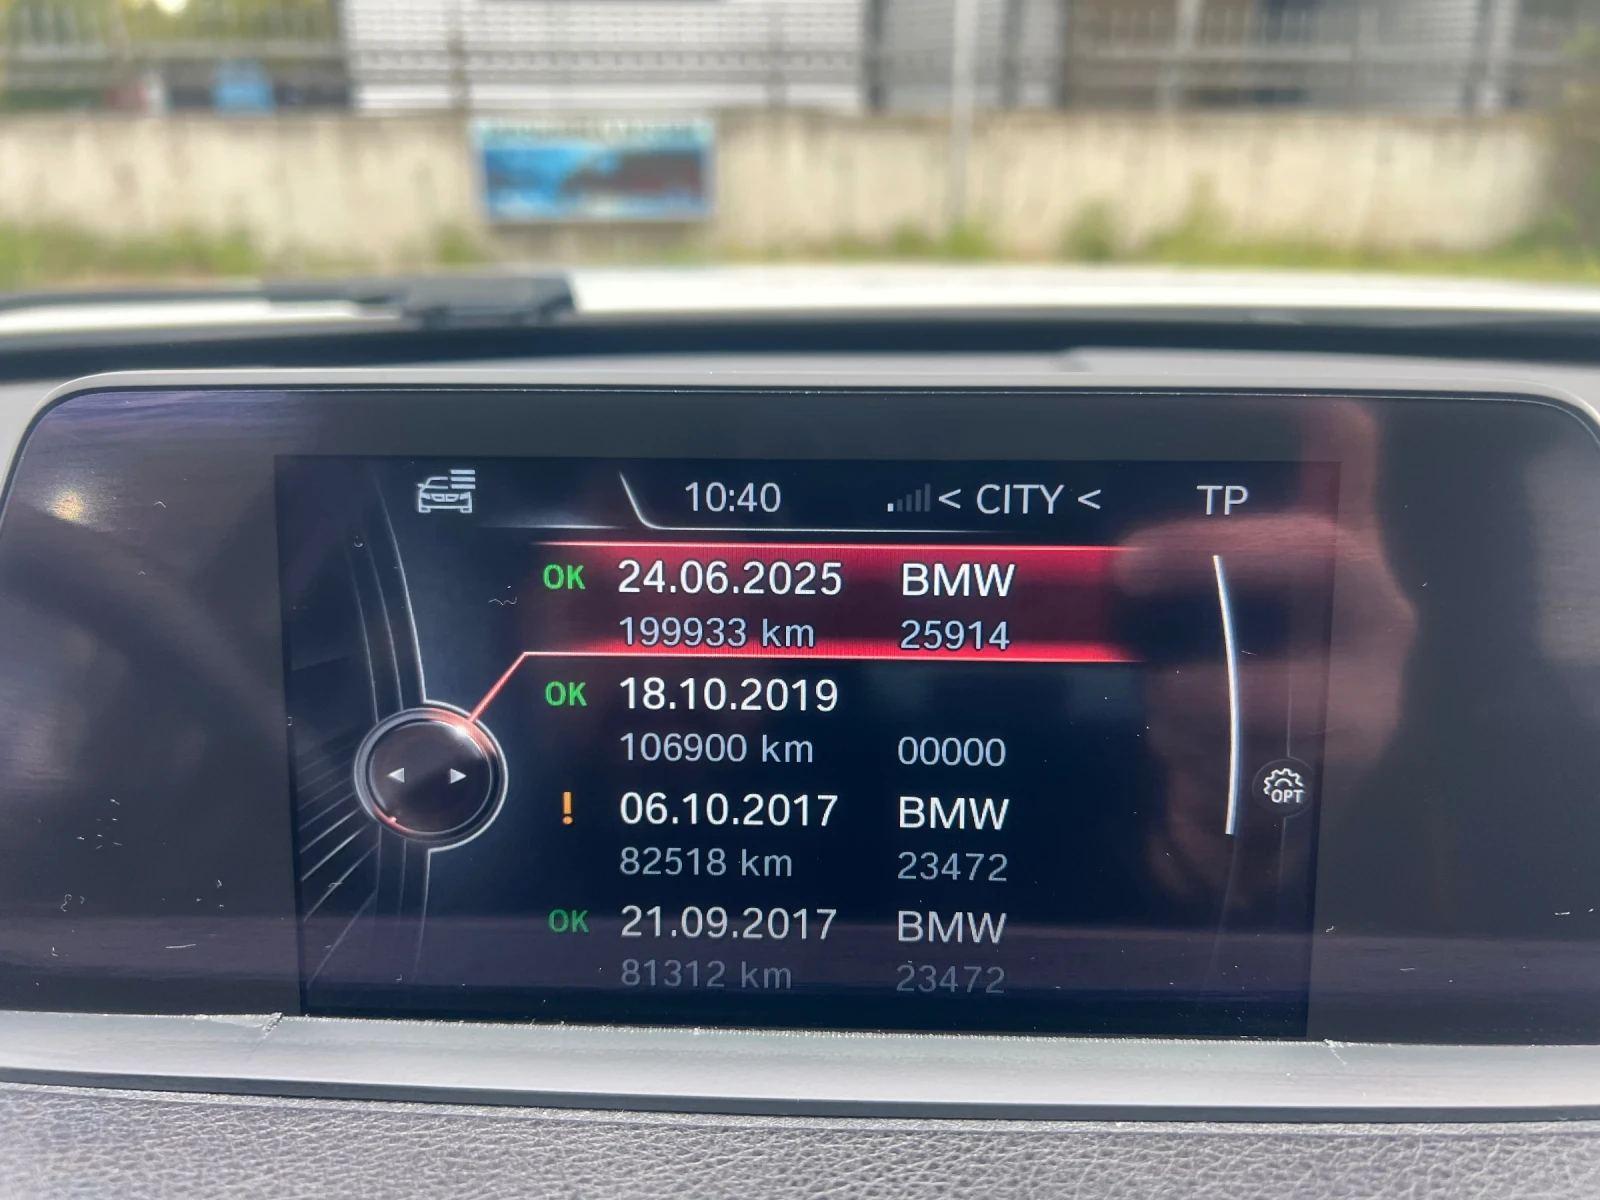 10:40 < CITY < TP
OK 24.06.2025 BMW
199933 km 25914
OK 18.10.2019
106900 km 00000
! 06.10.2017 BMW
82518 km 23472
OPT
OK 21.09.2017 BMW
81312 km 23472